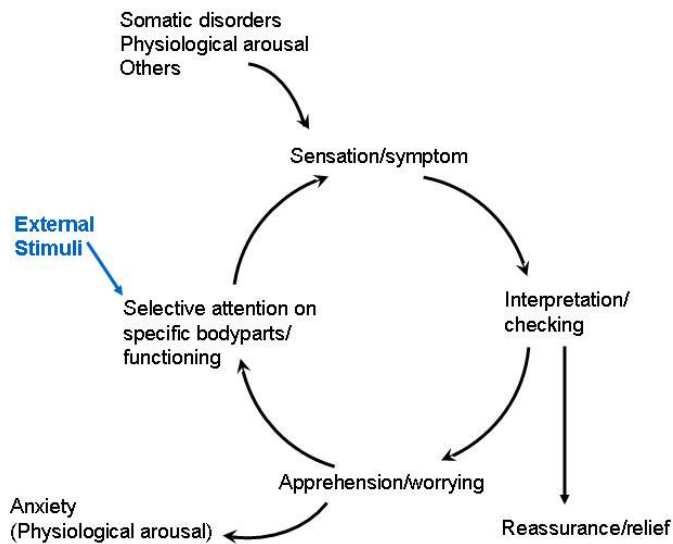 Somatic disorders
Physiological arousal
Others
Sensation/symptom
External
Stimuli
Interpretation/
checking
Selective attention on
specific bodyparts/
functioning
Apprehension/worrying
Anxiety
(Physiological arousal)
Reassurance/relief